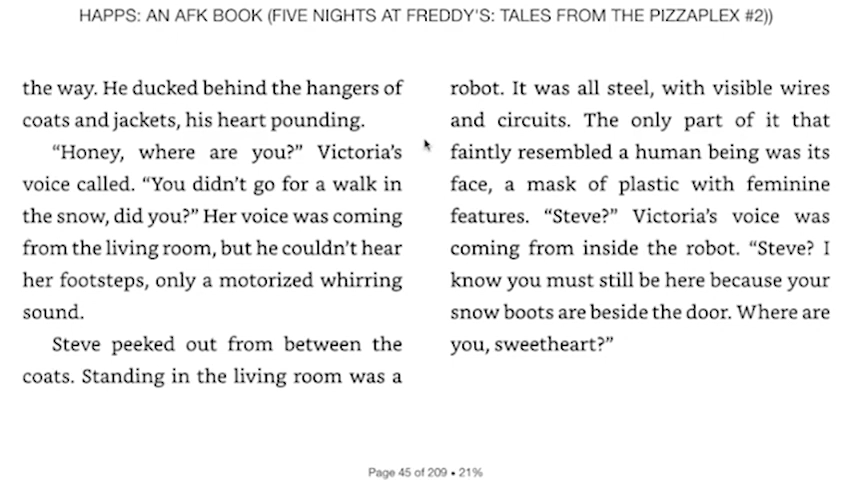 HAPPS: AN AFK BOOK (FIVE NIGHTS AT FREDDY'S: TALES FROM THE PIZZAPLEX #2))
the way. He ducked behind the hangers of
coats and jackets, his heart pounding.
“Honey, where are you?” Victoria’s
voice called. “You didn’t go for a walk in
the snow, did you?” Her voice was coming
from the living room, but he couldn’t hear
her footsteps, only a motorized whirring
sound.
Steve peeked out from between the
coats. Standing in the living room was a
robot. It was all steel, with visible wires
and circuits. The only part of it that
faintly resembled a human being was its
face, a mask of plastic with feminine
features. “Steve?” Victoria’s voice was
coming from inside the robot. “Steve? I
know you must still be here because your
snow boots are beside the door. Where are
you, sweetheart?”
Page 45 of 209 • 21%